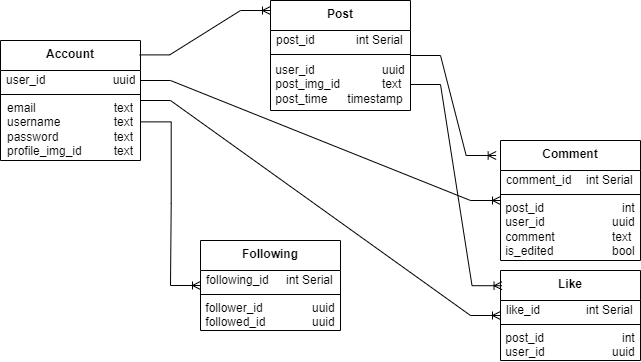 Post
post_id int Serial
user_id uuid
post_img_id text
post_time timestamp
Account
user_id uuid
email text
username text
password text
profile_img_id text
Comment
comment_id int Serial
post_id int
user_id uuid
comment text
is_edited bool
Following
following_id int Serial
follower_id uuid
followed_id uuid
Like
like_id int Serial
post_id int
user_id uuid